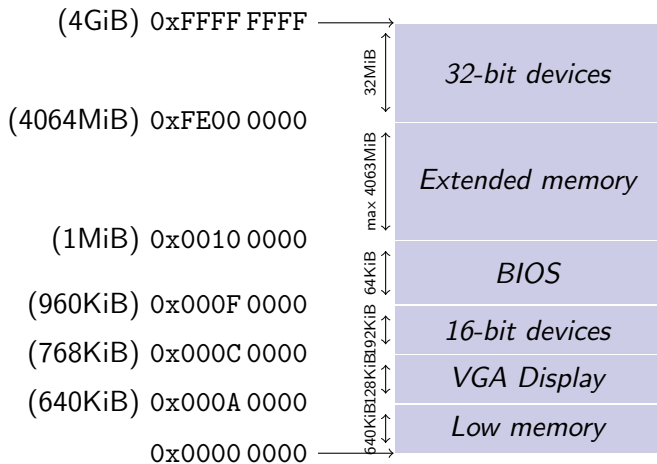 (4GiB) 0xFFFF FFFF
32MiB
32-bit devices
(4064MiB) 0xFE00 0000
max 4063MiB
Extended memory
(1MiB) 0x0010 0000
64KiB
BIOS
(960KiB) 0x000F 0000
192KiB
16-bit devices
(768KiB) 0x000C 0000
128KiB
VGA Display
(640KiB) 0x000A 0000
640KiB
Low memory
0x0000 0000